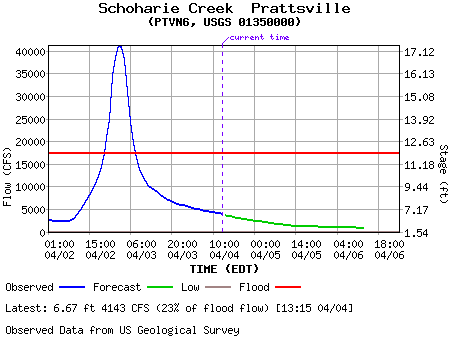 Schoharie Creek  Prattsville
(PTVN6, USGS 01350000)
current time
40000
35000
30000
25000
20000
15000
10000
5000
0
Flow (CFS)
17.12
16.13
15.08
13.92
12.63
11.18
9.44
7.17
1.54
Stage (ft)
01:00 15:00 06:00 20:00 10:00 00:00 14:00 04:00 18:00
04/02 04/02 04/03 04/03 04/04 04/05 04/05 04/06 04/06
TIME (EDT)
Observed Forecast Low Flood
Latest: 6.67 ft 4143 CFS (23% of flood flow) [13:15 04/04]
Observed Data from US Geological Survey